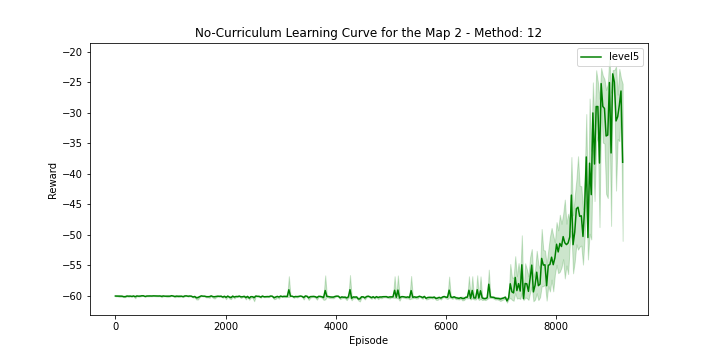 No-Curriculum Learning Curve for the Map 2 - Method: 12
level5
−20
−25
−30
−35
−40
−45
−50
−55
−60
Reward
0 2000 4000 6000 8000
Episode